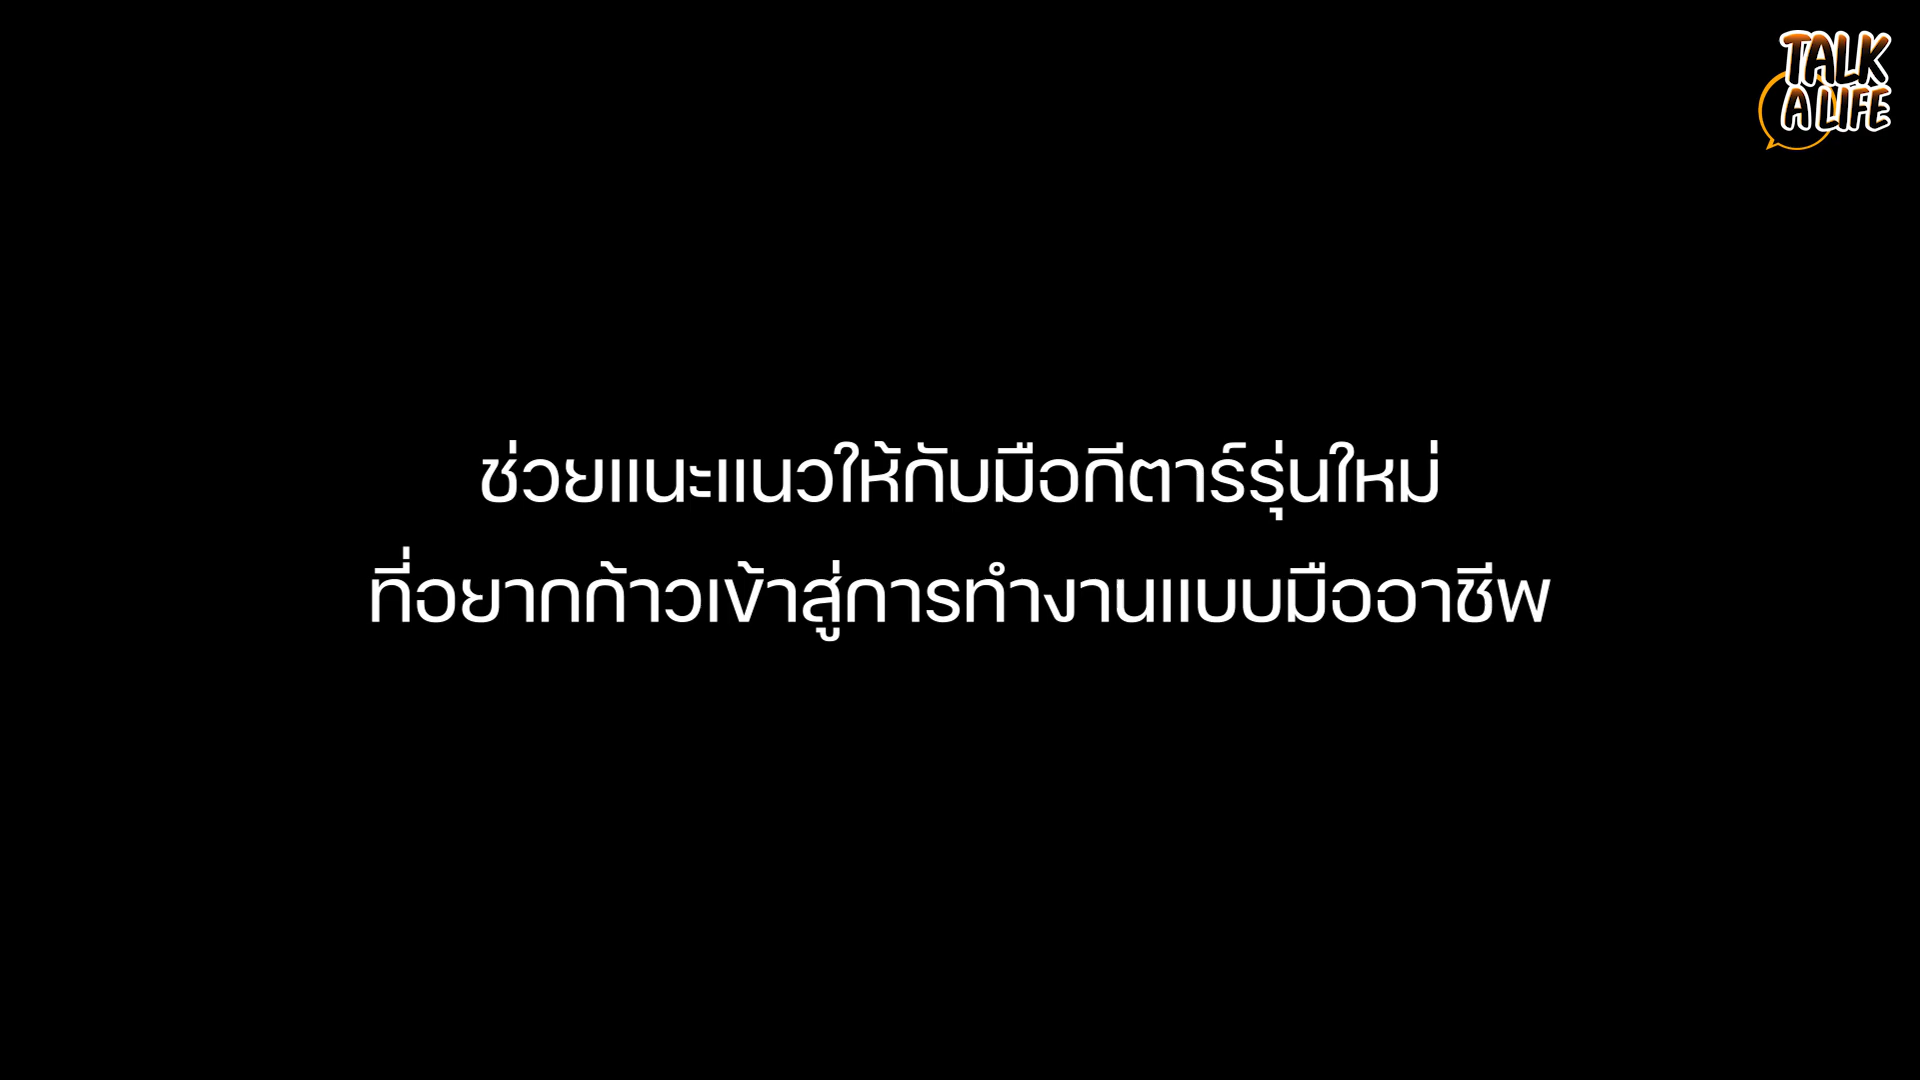 TALK
A LIFE
ช่วยแนะแนวให้กับมือกีตาร์รุ่นใหม่
ที่อยากก้าวเข้าสู่การทำงานแบบมืออาชีพ